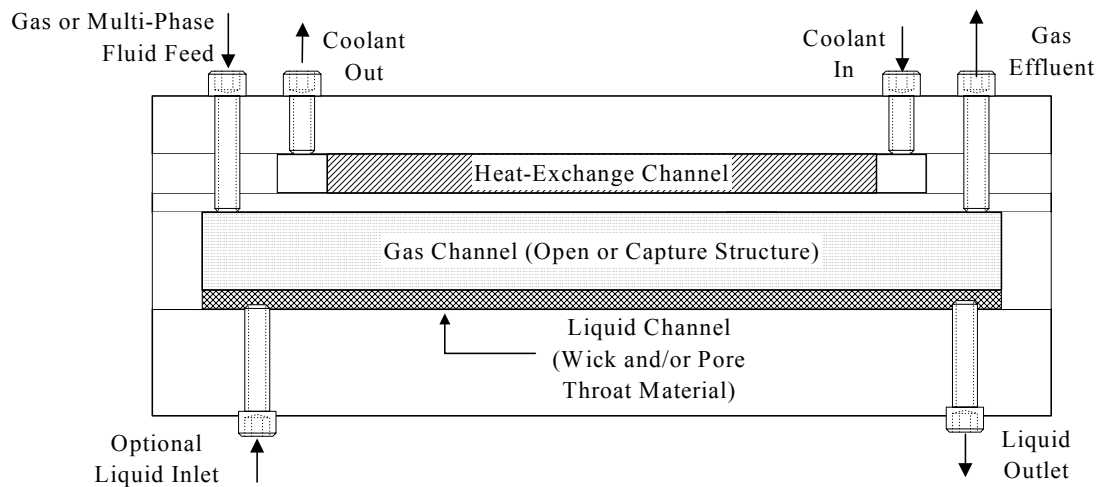 Gas or Multi-Phase
Fluid Feed
Coolant
Out
Coolant
In
Gas
Effluent
Heat-Exchange Channel
Gas Channel (Open or Capture Structure)
Liquid Channel
(Wick and/or Pore
Throat Material)
Optional
Liquid Inlet
Liquid
Outlet